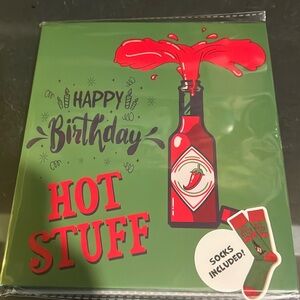 HAPPY
Birthday
HOT
STUFF
SOCKS
INCLUDED!